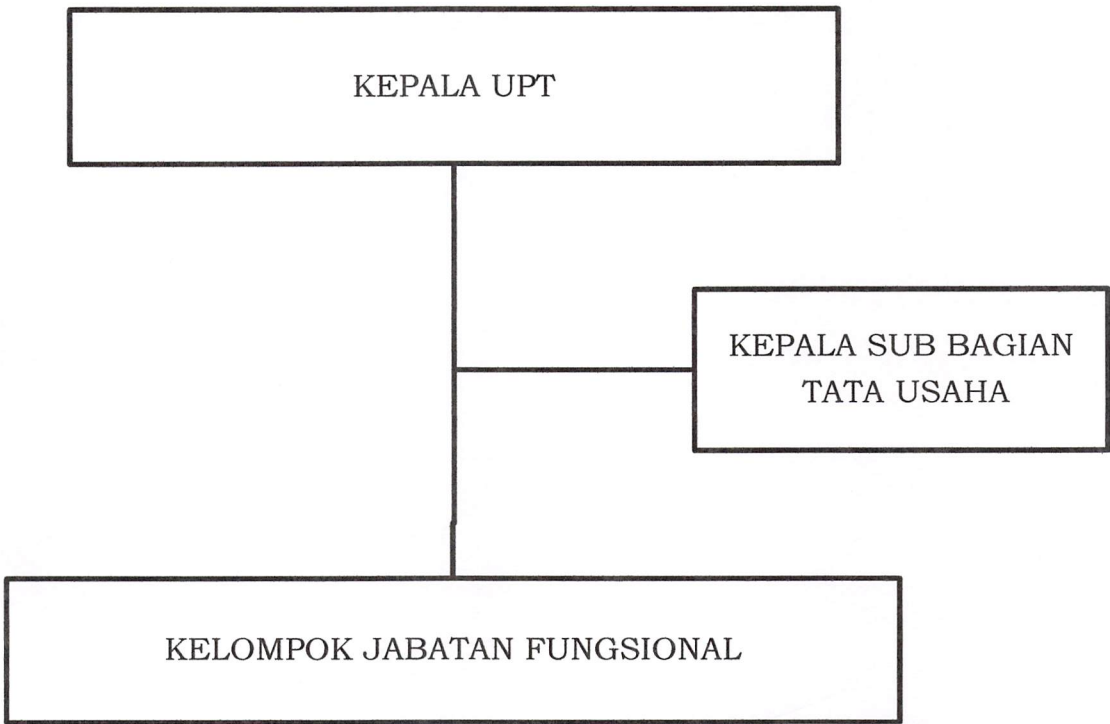 KEPALA UPT
KEPALA SUB BAGIAN
TATA USAHA
KELOMPOK JABATAN FUNGSIONAL